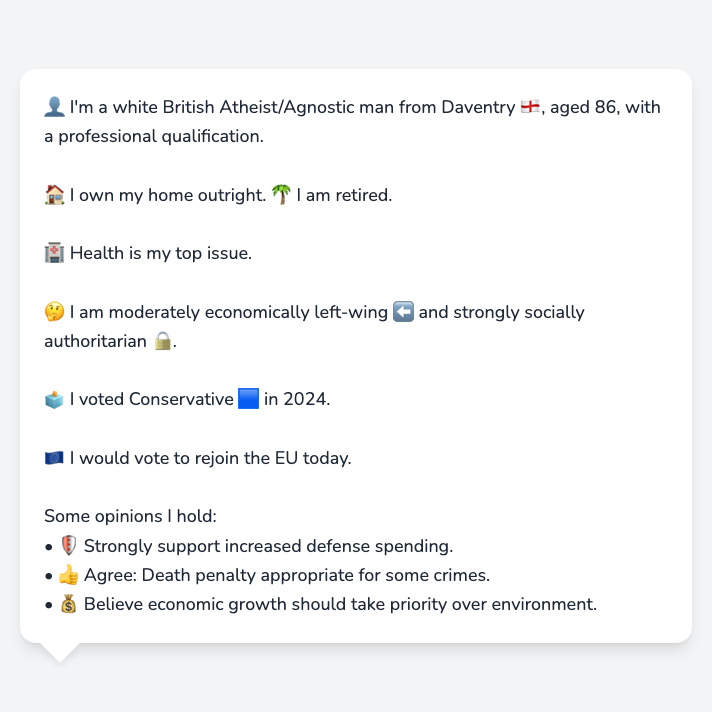 👤 I'm a white British Atheist/Agnostic man from Daventry 🏴󠁧󠁢󠁥󠁮󠁧󠁿, aged 86, with
a professional qualification.
🏠 I own my home outright. 🌴 I am retired.
🏥 Health is my top issue.
🤔 I am moderately economically left-wing ⬅️ and strongly socially
authoritarian 🔒.
🗳️ I voted Conservative 🟦 in 2024.
🇪🇺 I would vote to rejoin the EU today.
Some opinions I hold:
• 🛡️ Strongly support increased defense spending.
• 👍 Agree: Death penalty appropriate for some crimes.
• 💰 Believe economic growth should take priority over environment.